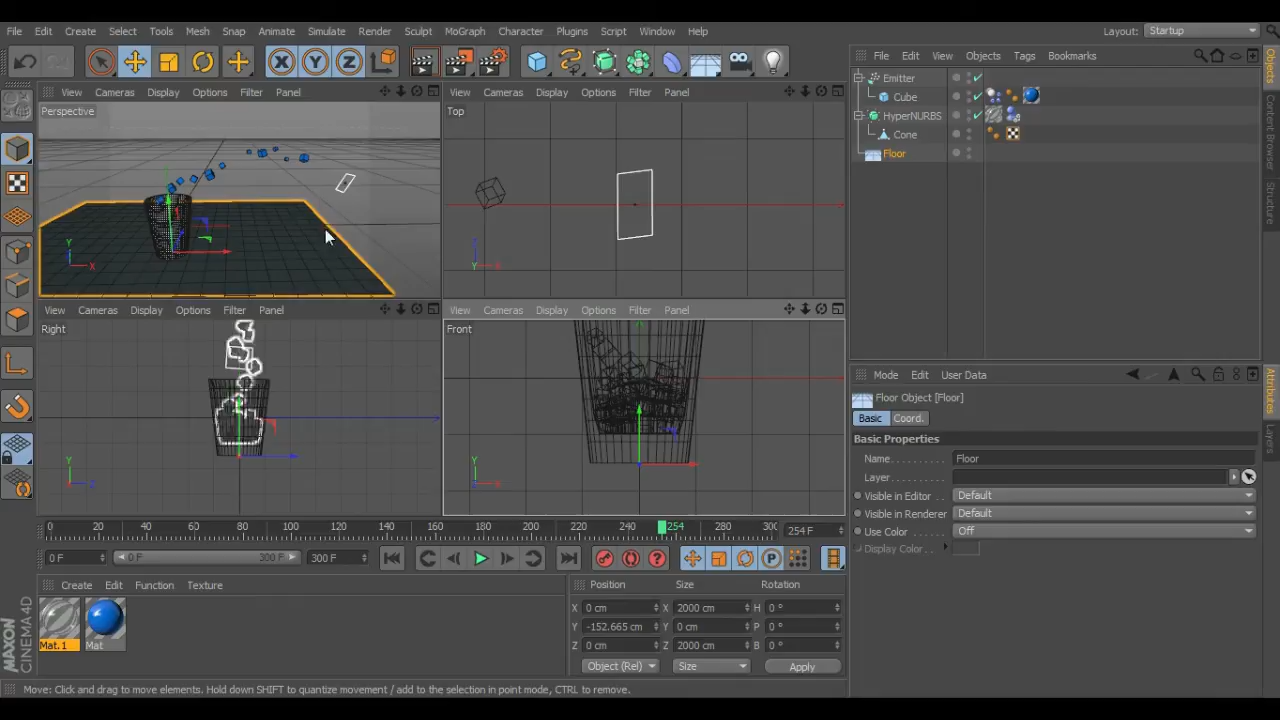 File Edit Create Select Tools Mesh Snap Animate Simulate Render Sculpt MoGraph Character Plugins Script Window Help
Layout: Startup
File Edit View Objects Tags Bookmarks
Emitter
Cube
HyperNURBS
Cone
Floor
View Cameras Display Options Filter Panel
Perspective
View Cameras Display Options Filter Panel
Top
View Cameras Display Options Filter Panel
Right
View Cameras Display Options Filter Panel
Front
Objects
Content Browser
Structure
Mode Edit User Data
Floor Object [Floor]
Basic Coord.
Basic Properties
Name Floor
Layer
Visible in Editor Default
Visible in Renderer Default
Use Color Off
Display Color
Attributes
Layers
0 20 40 60 80 100 120 140 160 180 200 220 240 254 280 300
254 F
0 F 0 F 300 F 300 F
Create Edit Function Texture
Mat.1 Mat
Position Size Rotation
X 0 cm X 2000 cm H 0 °
Y -152.665 cm Y 0 cm P 0 °
Z 0 cm Z 2000 cm B 0 °
Object (Rel) Size Apply
MAXON
CINEMA 4D
Move: Click and drag to move elements. Hold down SHIFT to quantize movement / add to the selection in point mode, CTRL to remove.